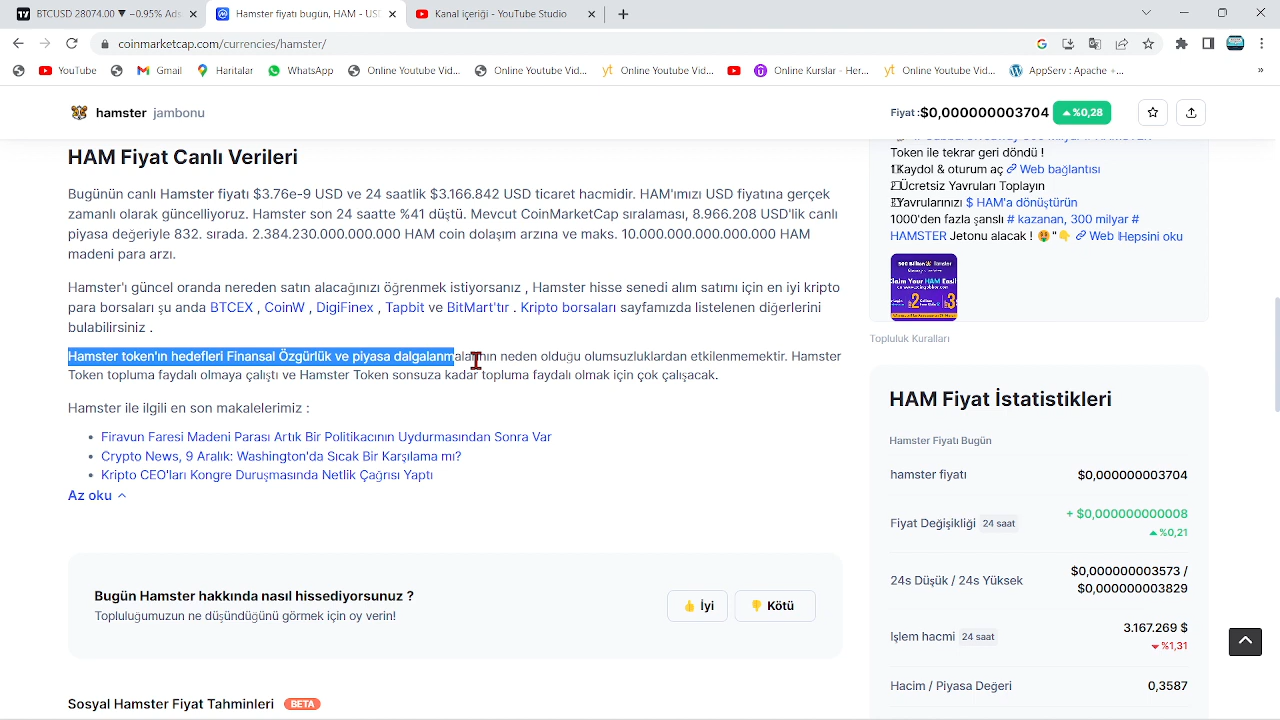 BTCUSD 28074.00 ▼ −0.95% Ads
Hamster fiyatı bugün, HAM - US
Kanal içeriği - YouTube Studio
coinmarketcap.com/currencies/hamster/
YouTube
Gmail
Haritalar
WhatsApp
Online Youtube Vid...
Online Youtube Vid...
Online Youtube Vid...
Online Kurslar - Her...
Online Youtube Vid...
AppServ : Apache +...
»
hamster jambonu
Fiyat :$0,000000003704 %0,28
HAM Fiyat Canlı Verileri
Bugünün canlı Hamster fiyatı $3.76e-9 USD ve 24 saatlik $3.166.842 USD ticaret hacmidir. HAM'ımızı USD fiyatına gerçek
zamanlı olarak güncelliyoruz. Hamster son 24 saatte %41 düştü. Mevcut CoinMarketCap sıralaması, 8.966.208 USD'lik canlı
piyasa değeriyle 832. sırada. 2.384.230.000.000.000 HAM coin dolaşım arzına ve maks. 10.000.000.000.000.000 HAM
madeni para arzı.
Hamster'ı güncel oranda nereden satın alacağınızı öğrenmek istiyorsanız , Hamster hisse senedi alım satımı için en iyi kripto
para borsaları şu anda BTCEX , CoinW , DigiFinex , Tapbit ve BitMart'tır . Kripto borsaları sayfamızda listelenen diğerlerini
bulabilirsiniz .
Hamster token'ın hedefleri Finansal Özgürlük ve piyasa dalgalanmalarının neden olduğu olumsuzluklardan etkilenmemektir. Hamster
Token topluma faydalı olmaya çalıştı ve Hamster Token sonsuza kadar topluma faydalı olmak için çok çalışacak.
Hamster ile ilgili en son makalelerimiz :
• Firavun Faresi Madeni Parası Artık Bir Politikacının Uydurmasından Sonra Var
• Crypto News, 9 Aralık: Washington'da Sıcak Bir Karşılama mı?
• Kripto CEO'ları Kongre Duruşmasında Netlik Çağrısı Yaptı
Az oku
Bugün Hamster hakkında nasıl hissediyorsunuz ?
Topluluğumuzun ne düşündüğünü görmek için oy verin!
👍 İyi
👎 Kötü
Sosyal Hamster Fiyat Tahminleri BETA
Token ile tekrar geri döndü !
Kaydol & oturum aç Web bağlantısı
Ücretsiz Yavruları Toplayın
Yavrularınızı $ HAM'a dönüştürün
1000'den fazla şanslı # kazanan, 300 milyar #
HAMSTER Jetonu alacak ! 🤑"👇 Web Hepsini oku
Topluluk Kuralları
HAM Fiyat İstatistikleri
Hamster Fiyatı Bugün
hamster fiyatı $0,000000003704
Fiyat Değişikliği 24 saat + $0,000000000008
%0,21
24s Düşük / 24s Yüksek $0,000000003573 /
$0,000000003829
Işlem hacmi 24 saat 3.167.269 $
%1,31
Hacim / Piyasa Değeri 0,3587